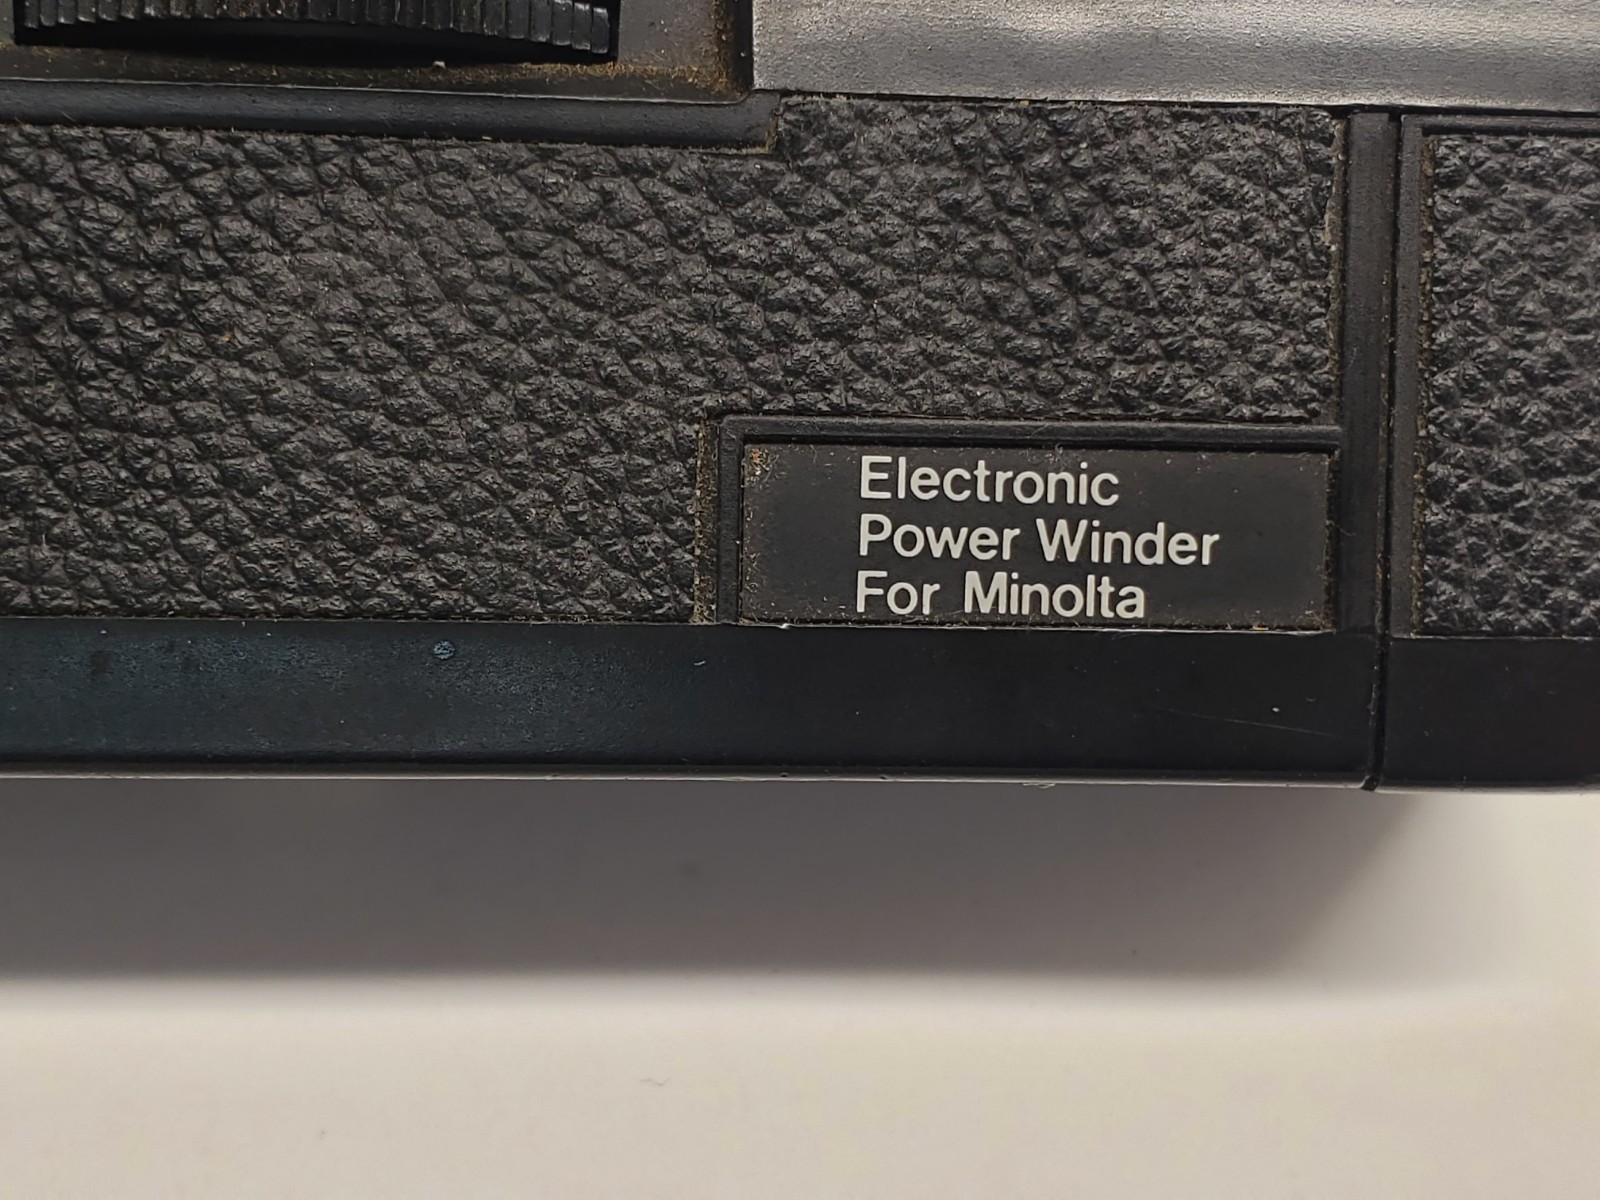 Electronic
Power Winder
For Minolta